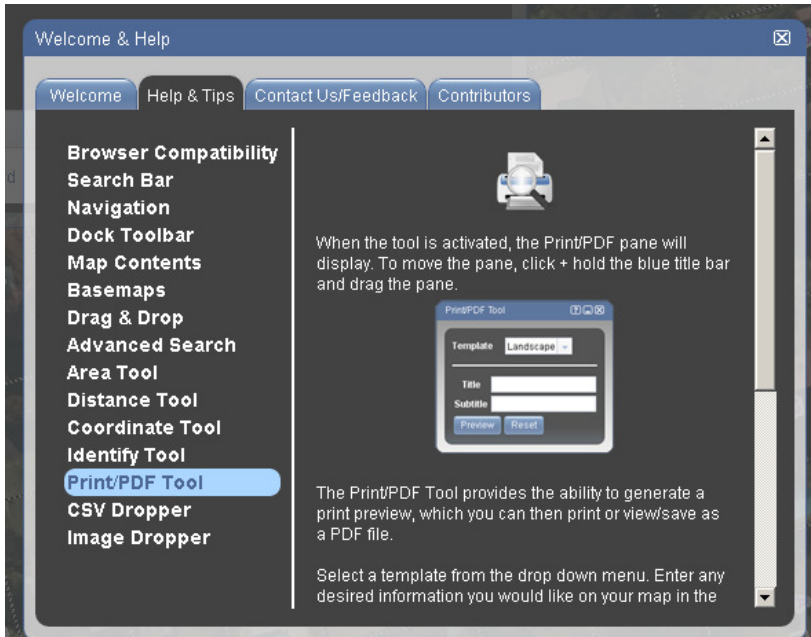 Welcome & Help
Welcome
Help & Tips
Contact Us/Feedback
Contributors
d
Browser Compatibility
Search Bar
Navigation
Dock Toolbar
Map Contents
Basemaps
Drag & Drop
Advanced Search
Area Tool
Distance Tool
Coordinate Tool
Identify Tool
Print/PDF Tool
CSV Dropper
Image Dropper
When the tool is activated, the Print/PDF pane will
display. To move the pane, click + hold the blue title bar
and drag the pane.
Print/PDF Tool
Template Landscape
Title
Subtitle
Preview Reset
The Print/PDF Tool provides the ability to generate a
print preview, which you can then print or view/save as
a PDF file.
Select a template from the drop down menu. Enter any
desired information you would like on your map in the